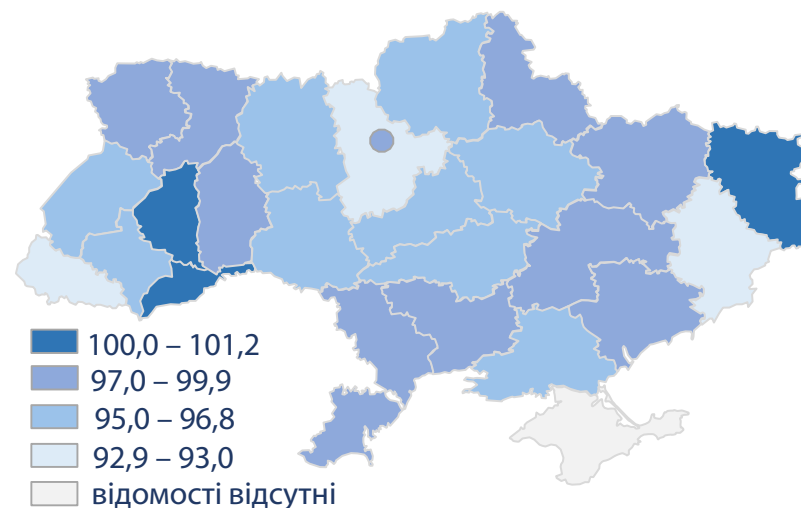 100,0 – 101,2
97,0 – 99,9
95,0 – 96,8
92,9 – 93,0
відомості відсутні